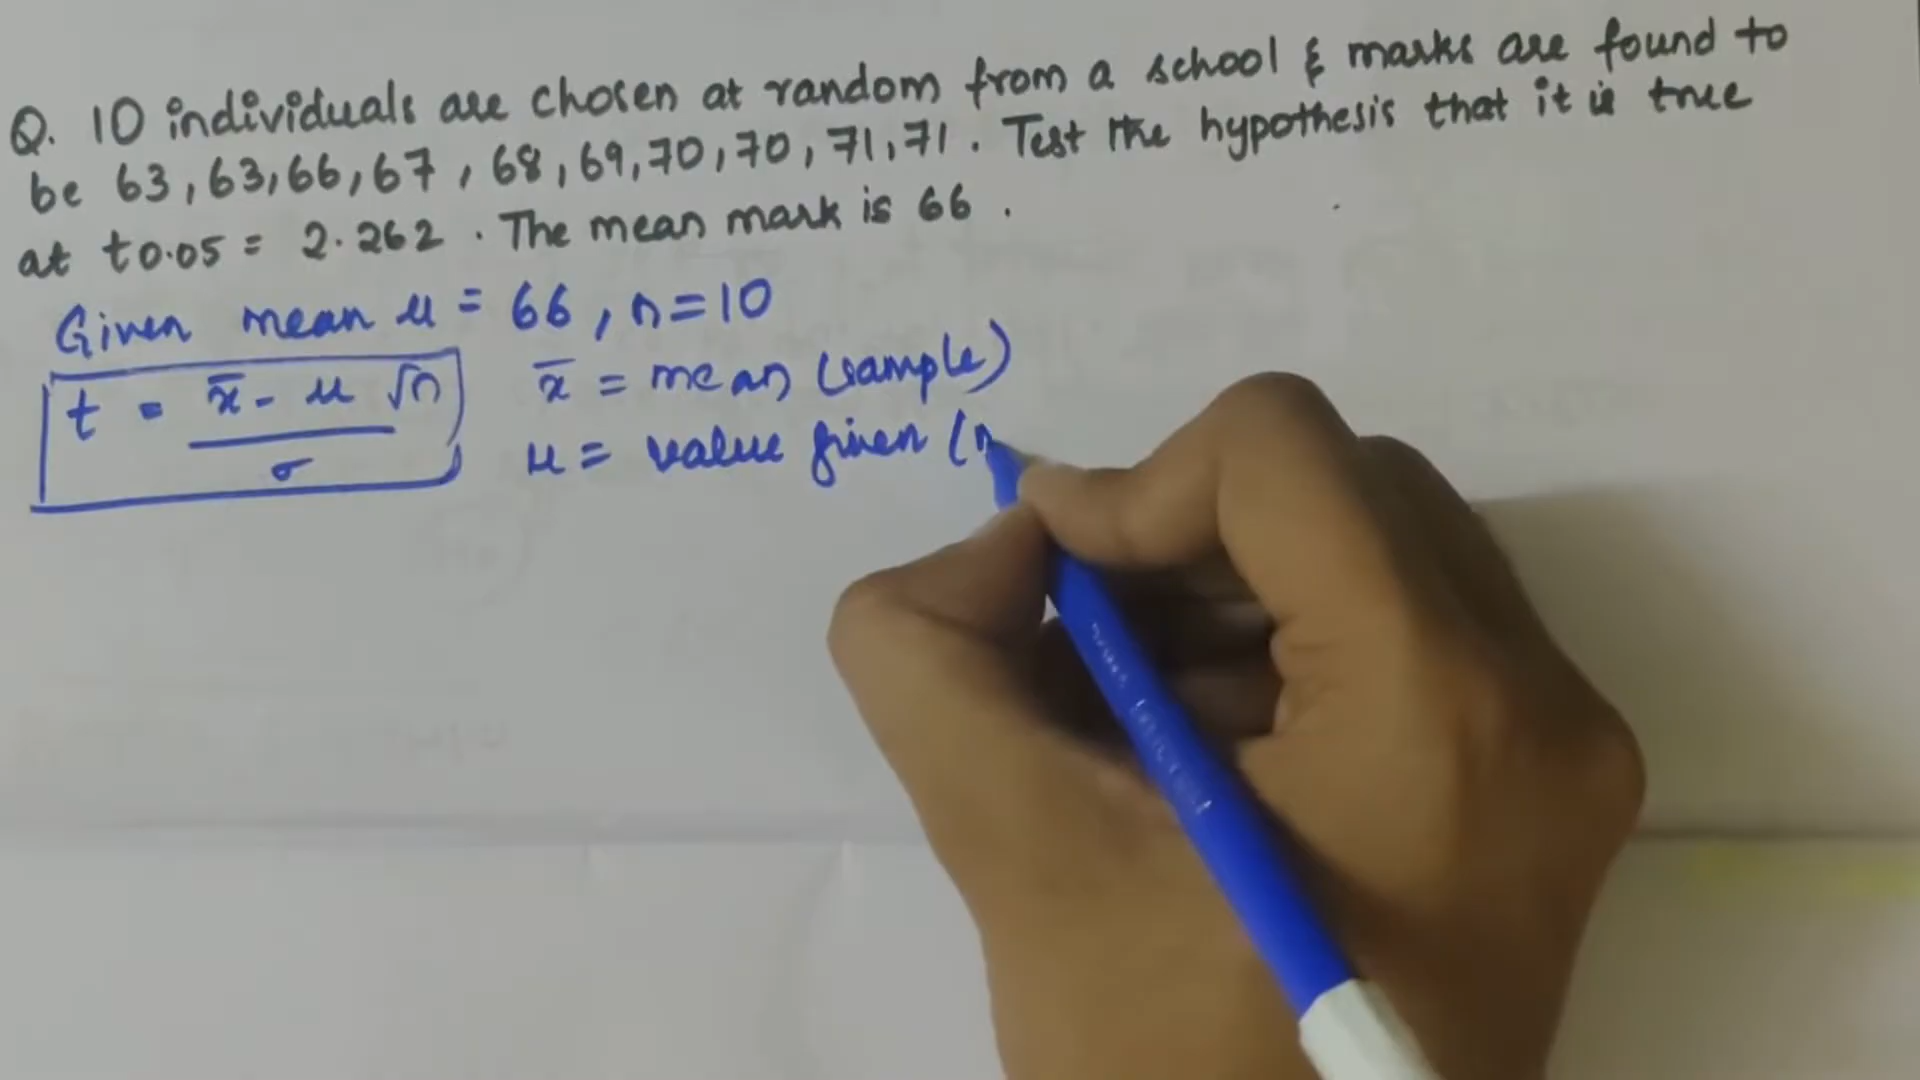 Q. 10 individuals are chosen at random from a school & marks are found to
be 63, 63, 66, 67, 68, 69, 70, 70, 71, 71. Test the hypothesis that it is true
at t0.05 = 2.262. The mean mark is 66.
Given mean μ = 66, n=10
t = x̄ - μ √n
x̄ = mean (sample)
σ
μ = value given (